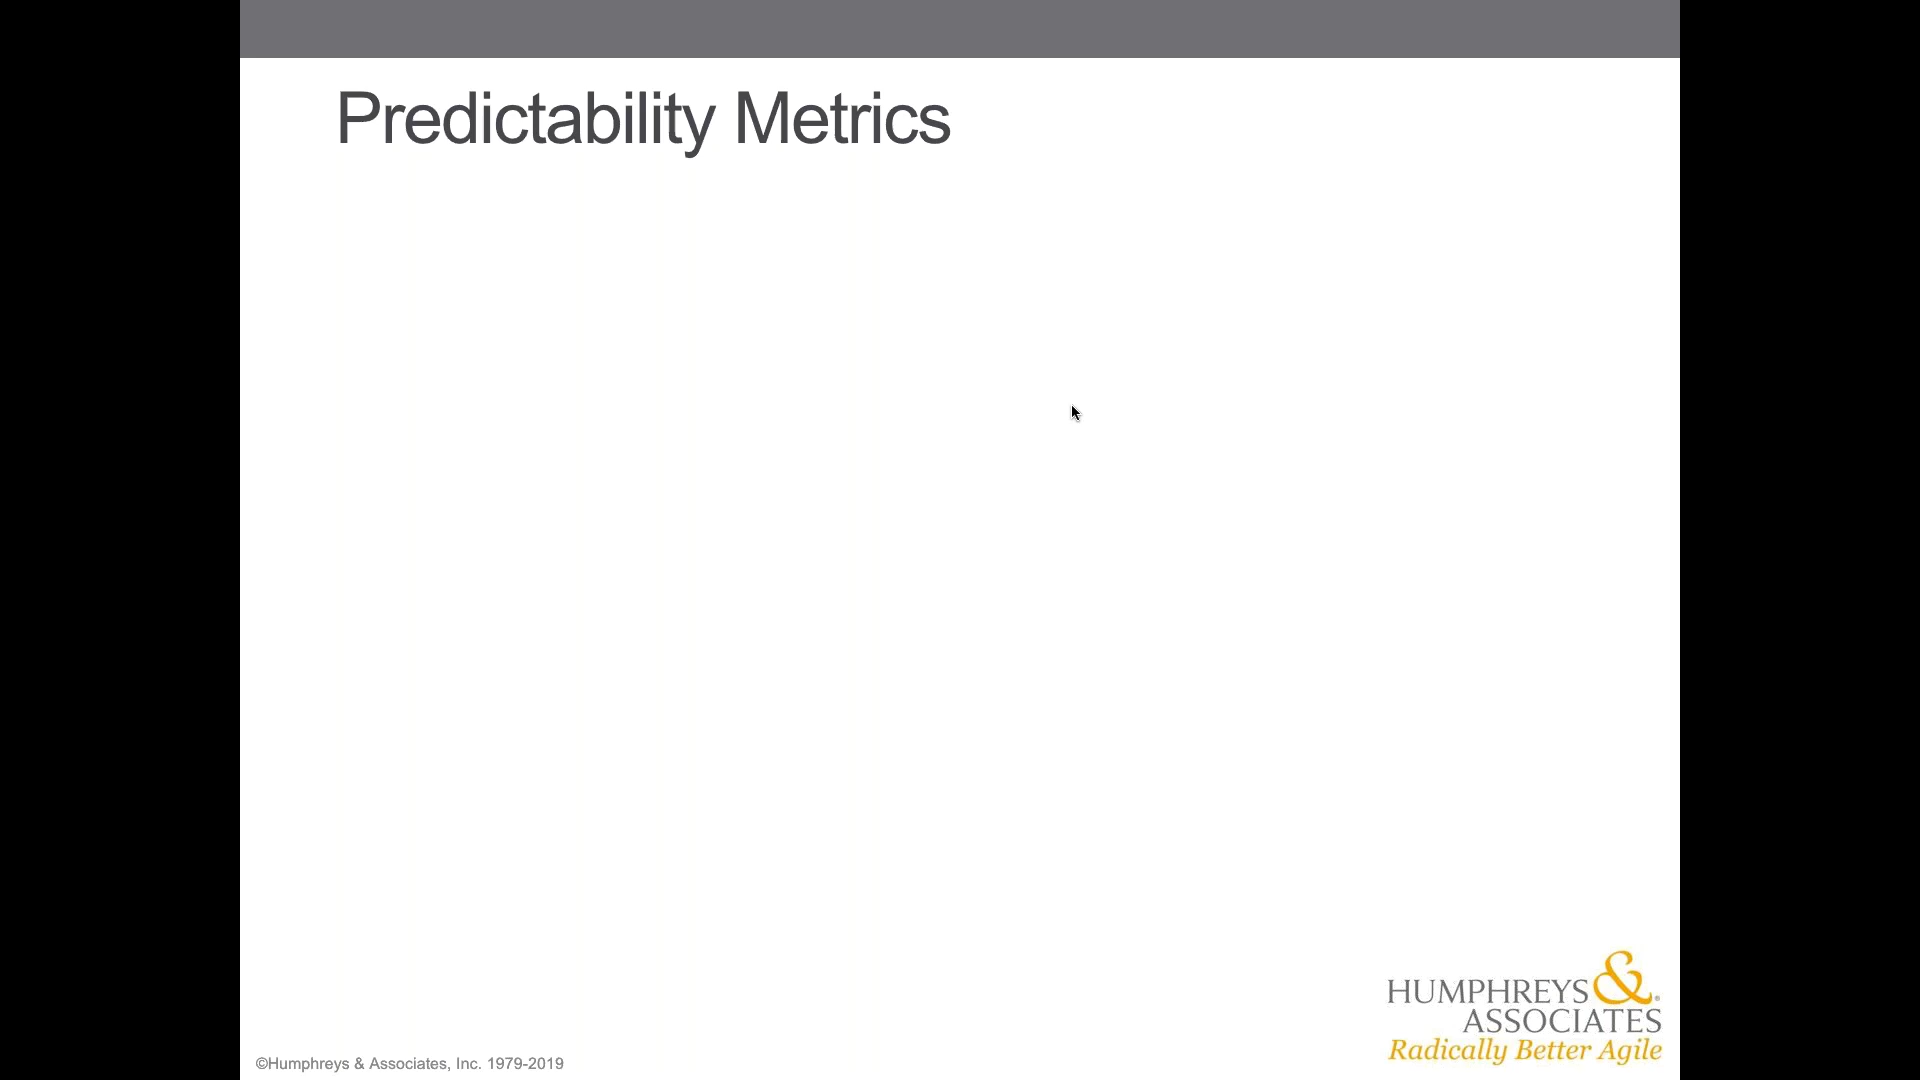 Predictability Metrics
HUMPHREYS &®
ASSOCIATES
Radically Better Agile
©Humphreys & Associates, Inc. 1979-2019